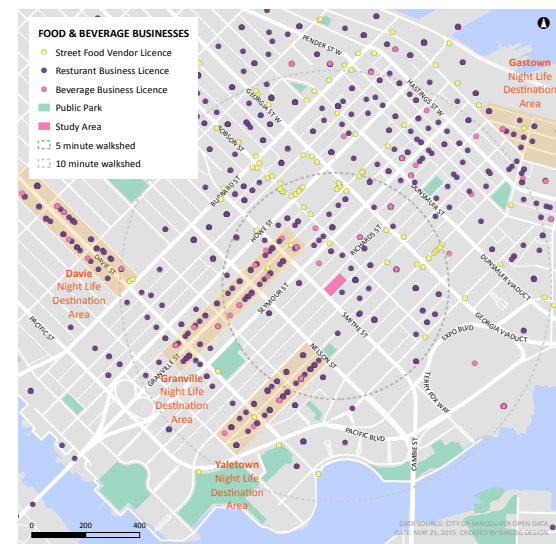 FOOD & BEVERAGE BUSINESSES
Street Food Vendor Licence
Resturant Business Licence
Beverage Business Licence
Public Park
Study Area
5 minute walkshed
10 minute walkshed
PENDER ST W
Gastown
Night Life
Destination
Area
HASTINGS ST W
GEORGIA ST W
ROBSON ST
BURRARD ST
DUNSMUIR ST
HOWE ST
RICHARDS ST
DAVIE ST
Davie
Night Life
Destination
Area
DUNSMUIR VIADUCT
SEYMOUR ST
SMITHE ST
GEORGIA VIADUCT
EXPO BLVD
PACIFIC ST
NELSON ST
GRANVILLE ST
Granville
Night Life
Destination
Area
TERRY FOX WAY
PACIFIC BLVD
CAMBIE ST
Yaletown
Night Life
Destination
Area
DATA SOURCE: CITY OF VANCOUVER OPEN DATA
DATE: MAY 21, 2015. CREATED BY DIALOG DESIGN.
0 200 400